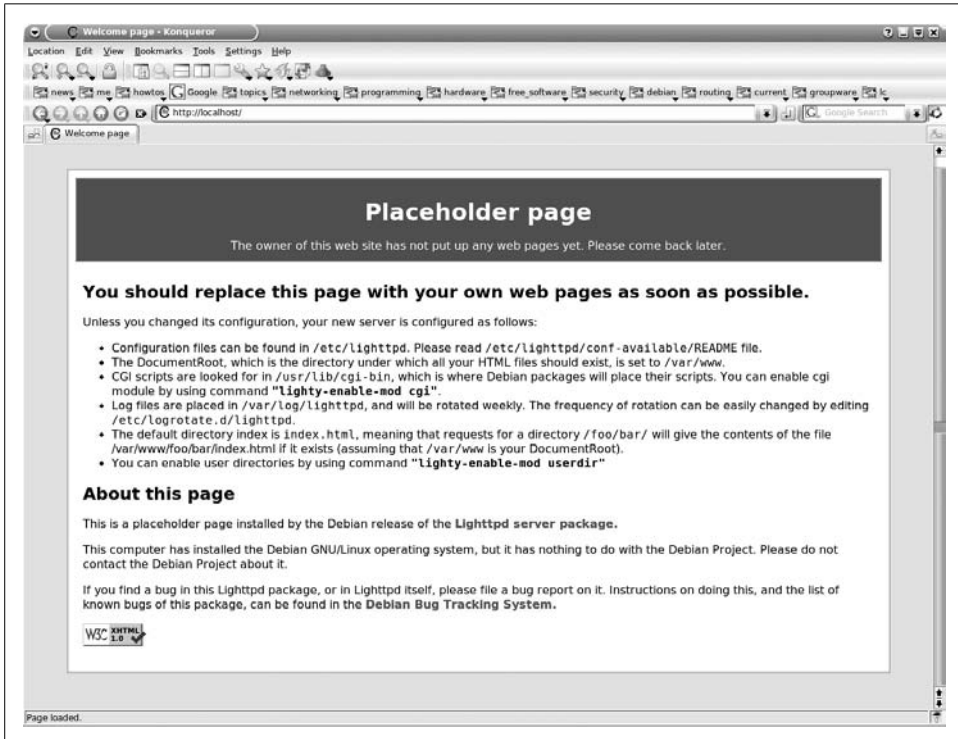 Welcome page - Konqueror
Location Edit View Bookmarks Tools Settings Help
news me howtos Google topics networking programming hardware free_software security debian routing current groupware lc
http://localhost/ Google Search
Welcome page
Placeholder page
The owner of this web site has not put up any web pages yet. Please come back later.
You should replace this page with your own web pages as soon as possible.
Unless you changed its configuration, your new server is configured as follows:
• Configuration files can be found in /etc/lighttpd. Please read /etc/lighttpd/conf-available/README file.
• The DocumentRoot, which is the directory under which all your HTML files should exist, is set to /var/www.
• CGI scripts are looked for in /usr/lib/cgi-bin, which is where Debian packages will place their scripts. You can enable cgi
module by using command "lighty-enable-mod cgi".
• Log files are placed in /var/log/lighttpd, and will be rotated weekly. The frequency of rotation can be easily changed by editing
/etc/logrotate.d/lighttpd.
• The default directory index is index.html, meaning that requests for a directory /foo/bar/ will give the contents of the file
/var/www/foo/bar/index.html if it exists (assuming that /var/www is your DocumentRoot).
• You can enable user directories by using command "lighty-enable-mod userdir"
About this page
This is a placeholder page installed by the Debian release of the Lighttpd server package.
This computer has installed the Debian GNU/Linux operating system, but it has nothing to do with the Debian Project. Please do not
contact the Debian Project about it.
If you find a bug in this Lighttpd package, or in Lighttpd itself, please file a bug report on it. Instructions on doing this, and the list of
known bugs of this package, can be found in the Debian Bug Tracking System.
W3C XHTML 1.0
Page loaded.